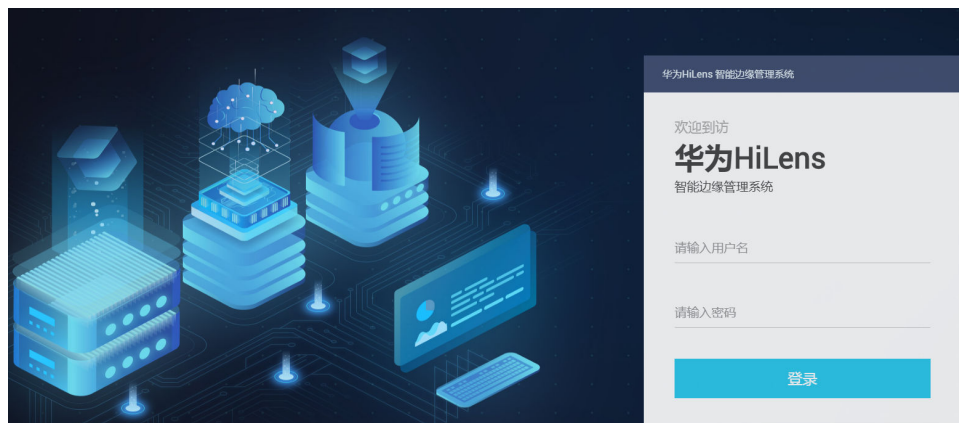 华为HiLens 智能边缘管理系统
欢迎到访
华为HiLens
智能边缘管理系统
请输入用户名
请输入密码
登录